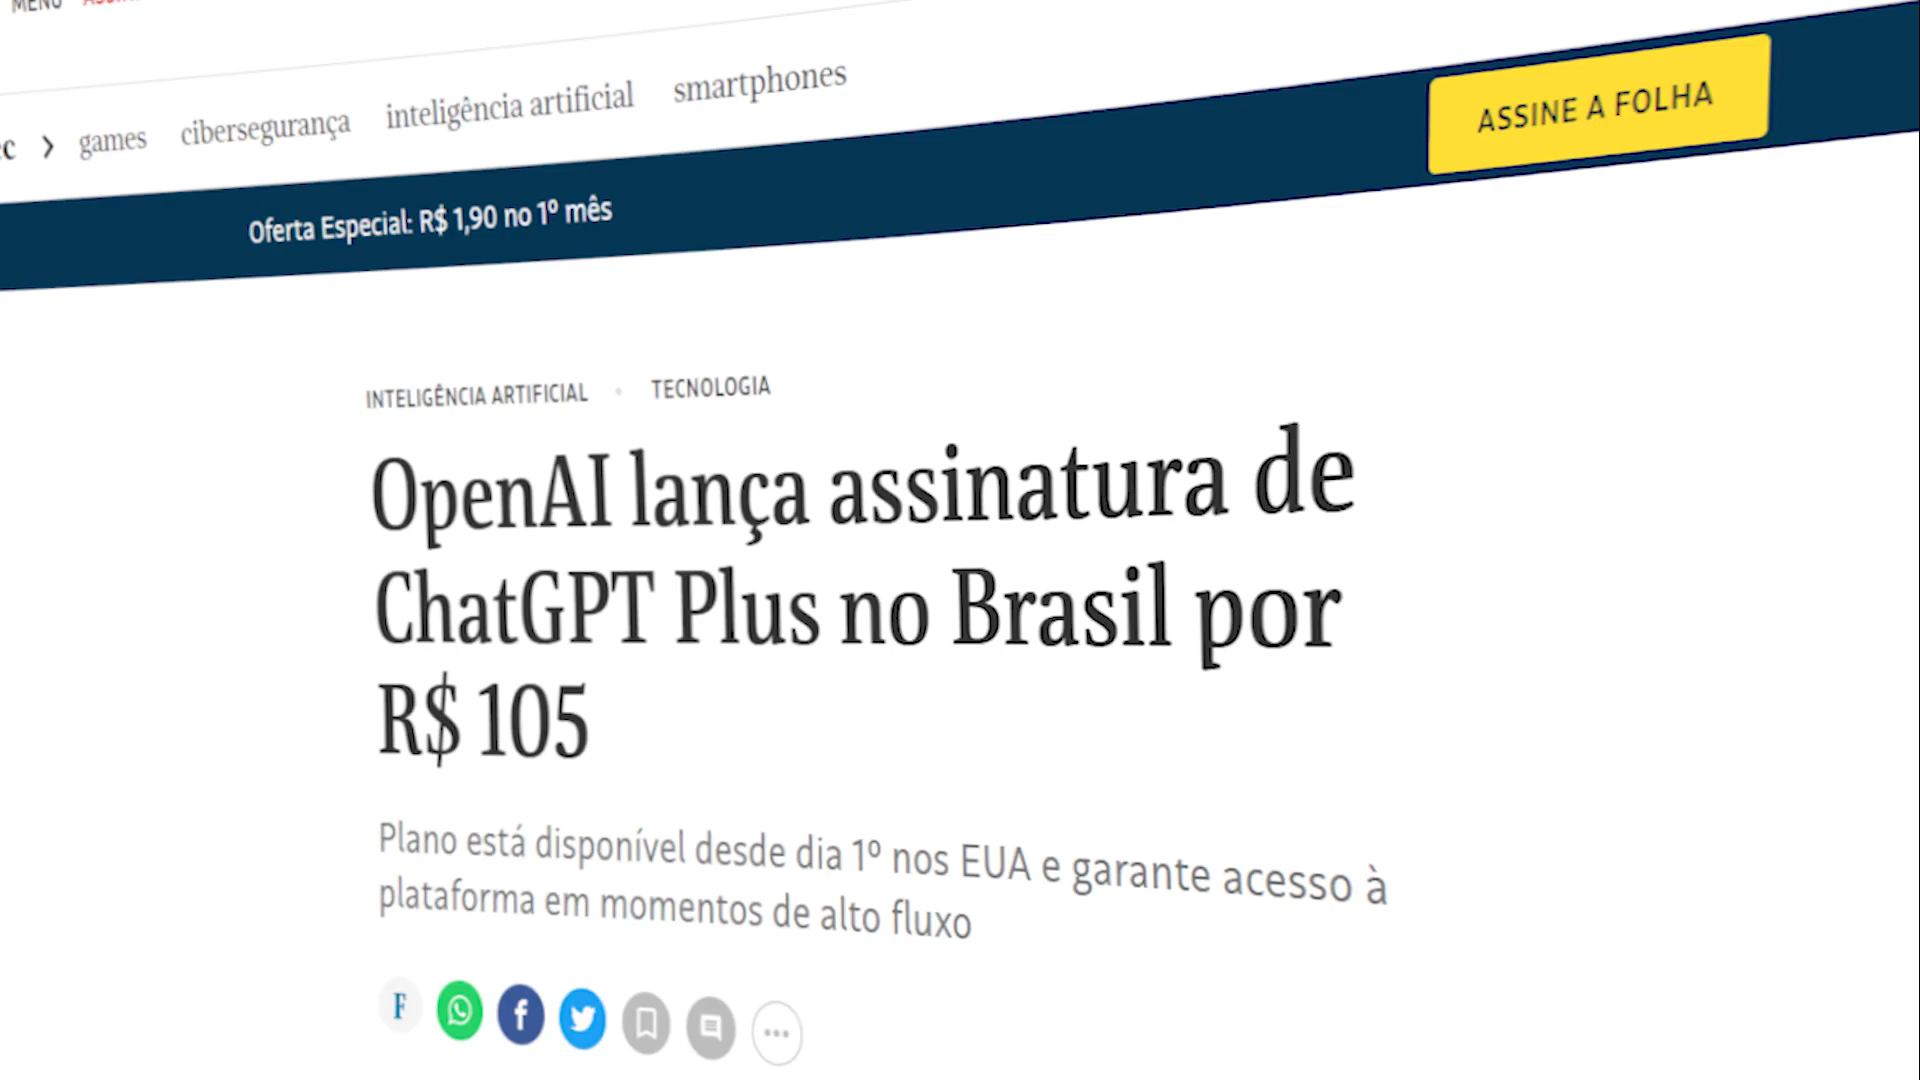 MENU
games cibersegurança inteligência artificial smartphones
ASSINE A FOLHA
Oferta Especial: R$ 1,90 no 1º mês
INTELIGÊNCIA ARTIFICIAL • TECNOLOGIA
OpenAI lança assinatura de
ChatGPT Plus no Brasil por
R$ 105
Plano está disponível desde dia 1º nos EUA e garante acesso à
plataforma em momentos de alto fluxo
F